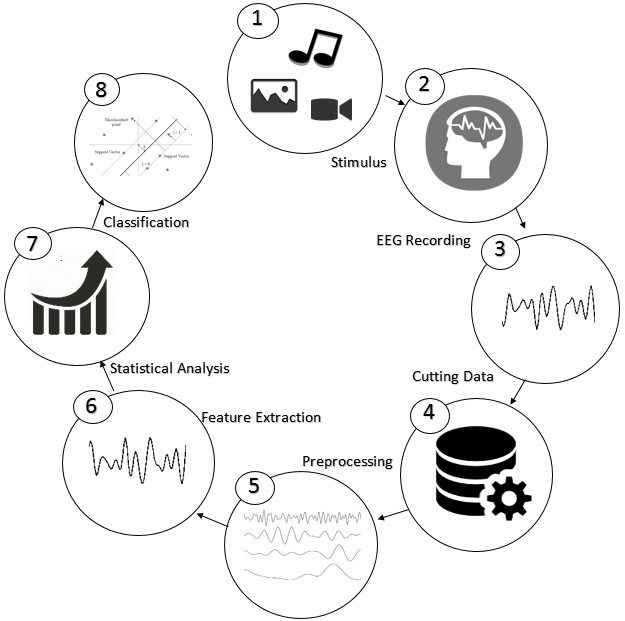 1
Stimulus
2
EEG Recording
3
Cutting Data
4
Preprocessing
5
Feature Extraction
6
Statistical Analysis
7
Classification
8
Misclassified
point
Support Vector
Support Vector